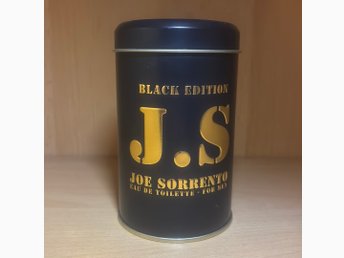 BLACK EDITION
J.S
JOE SORRENTO
EAU DE TOILETTE - FOR MEN